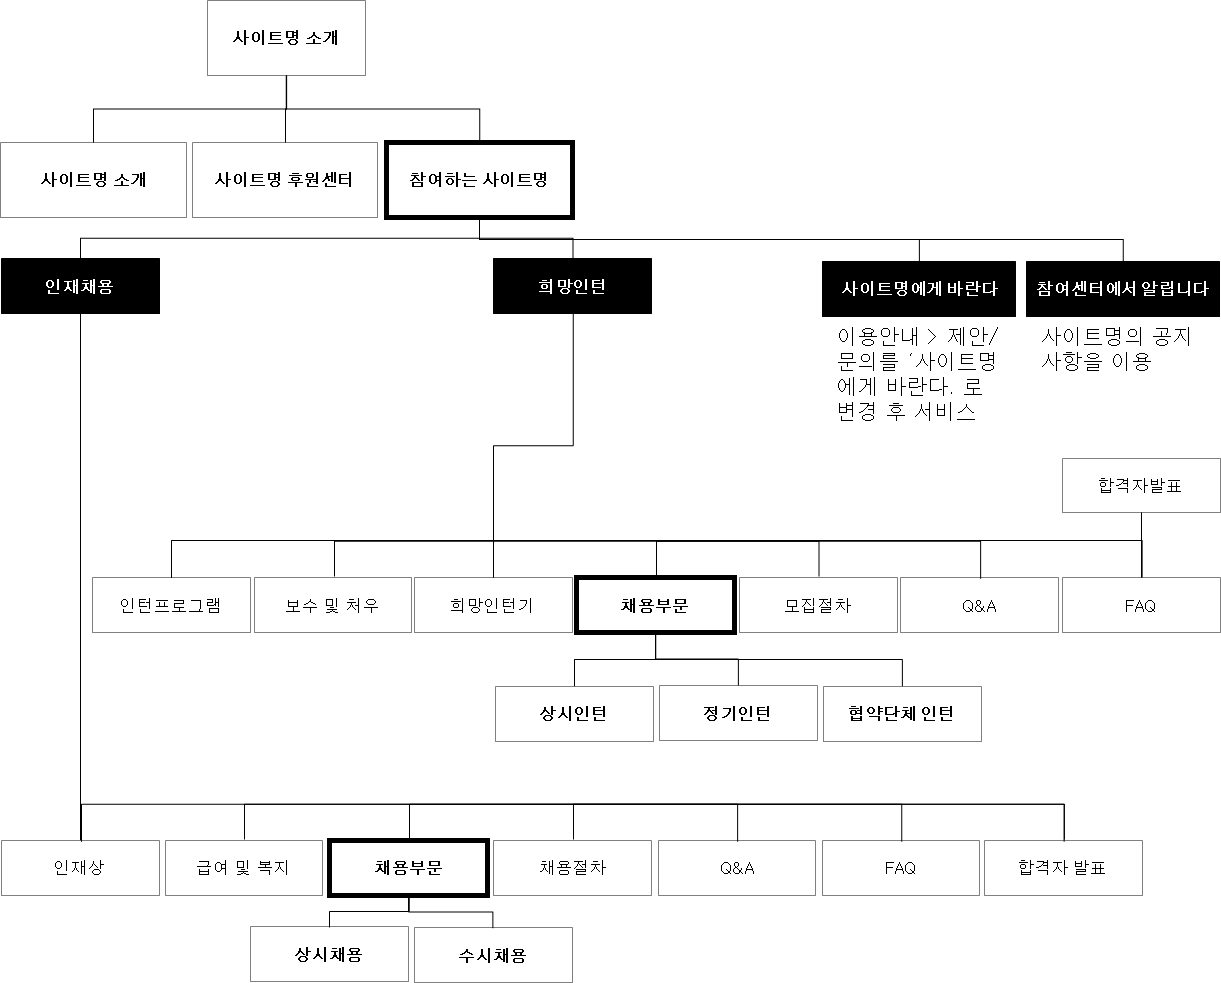 사이트명 소개
사이트명 소개
사이트명 후원센터
참여하는 사이트명
인재채용
희망인턴
사이트명에게 바란다
참여센터에서 알립니다
이용안내 > 제안/
문의를 ‘사이트명
에게 바란다. 로
변경 후 서비스
사이트명의 공지
사항을 이용
합격자발표
인턴프로그램
보수 및 처우
희망인턴기
채용부문
모집절차
Q&A
FAQ
상시인턴
정기인턴
협약단체 인턴
인재상
급여 및 복지
채용부문
채용절차
Q&A
FAQ
합격자 발표
상시채용
수시채용